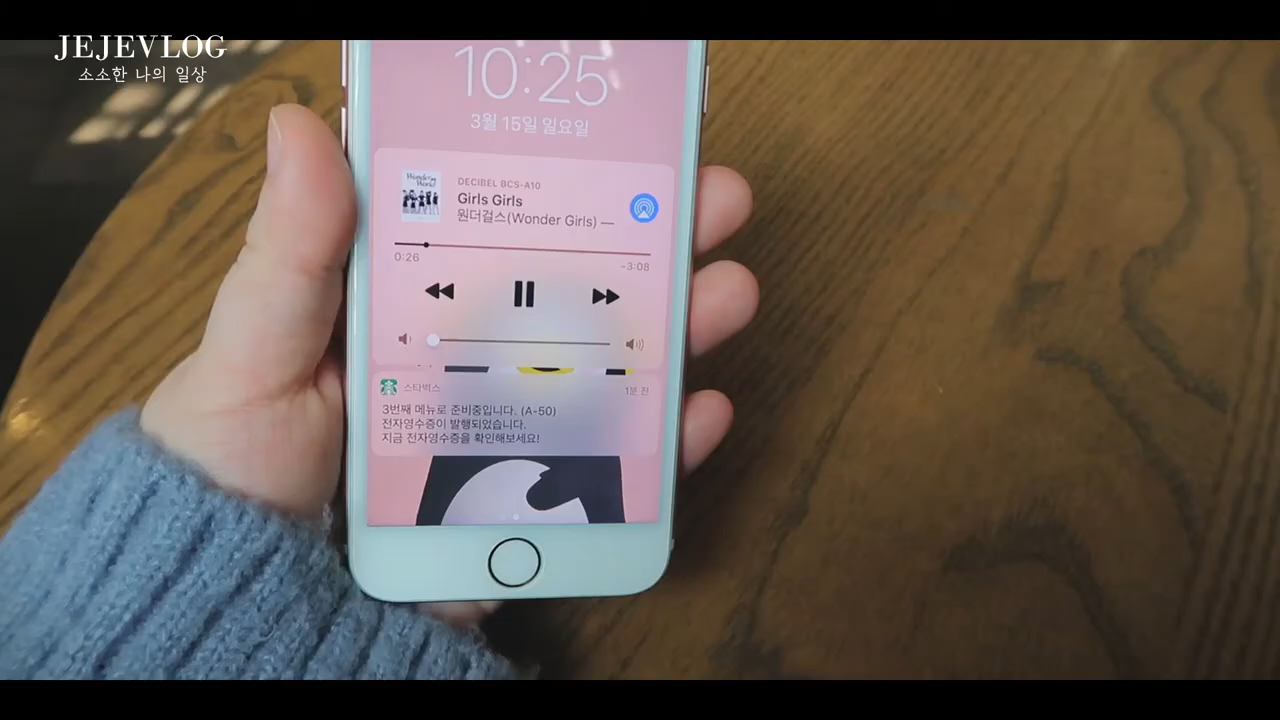 JEJEVLOG
소소한 나의 일상
10:25
3월 15일 일요일
Wonder World
DECIBEL BCS-A10
Girls Girls
원더걸스(Wonder Girls) —
0:26
-3:08
스타벅스
1분 전
3번째 메뉴로 준비중입니다. (A-50)
전자영수증이 발행되었습니다.
지금 전자영수증을 확인해보세요!